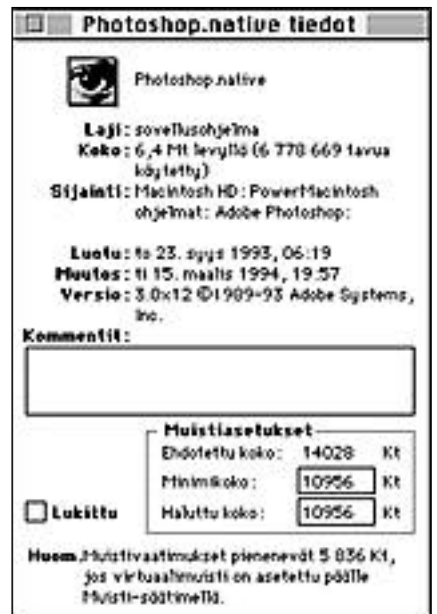 Photoshop.native tiedot
Photoshop.native
Laji: sovellusohjelma
Koko: 6,4 Mt levyllä (6 778 669 tavua
käytetty)
Sijainti: Macintosh HD: PowerMacintosh
ohjelmat: Adobe Photoshop:
Luotu: to 23. syys 1993, 06:19
Muutos: ti 15. maalis 1994, 19:57
Versio: 3.0x12 ©1989-93 Adobe Systems,
Inc.
Kommentit:
Muistiasetukset
Ehdotettu koko: 14028 Kt
Minimikoko: 10956 Kt
Lukittu
Haluttu koko: 10956 Kt
Huom. Muistivaatimukset pienenevät 5 836 Kt,
jos virtuaalimuisti on asetettu päälle
Muisti-säätimellä.